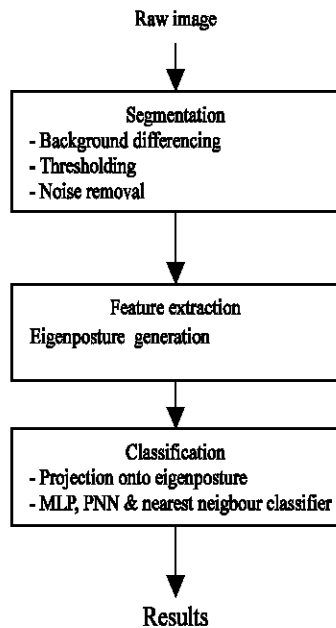 Raw image
Segmentation
- Background differencing
- Thresholding
- Noise removal
Feature extraction
Eigenposture generation
Classification
- Projection onto eigenposture
- MLP, PNN & nearest neigbour classifier
Results